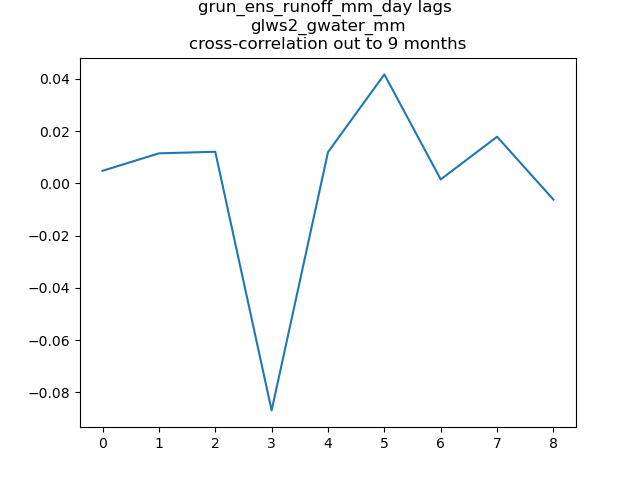 grun_ens_runoff_mm_day lags
glws2_gwater_mm
cross-correlation out to 9 months
0.04
0.02
0.00
−0.02
−0.04
−0.06
−0.08
0 1 2 3 4 5 6 7 8